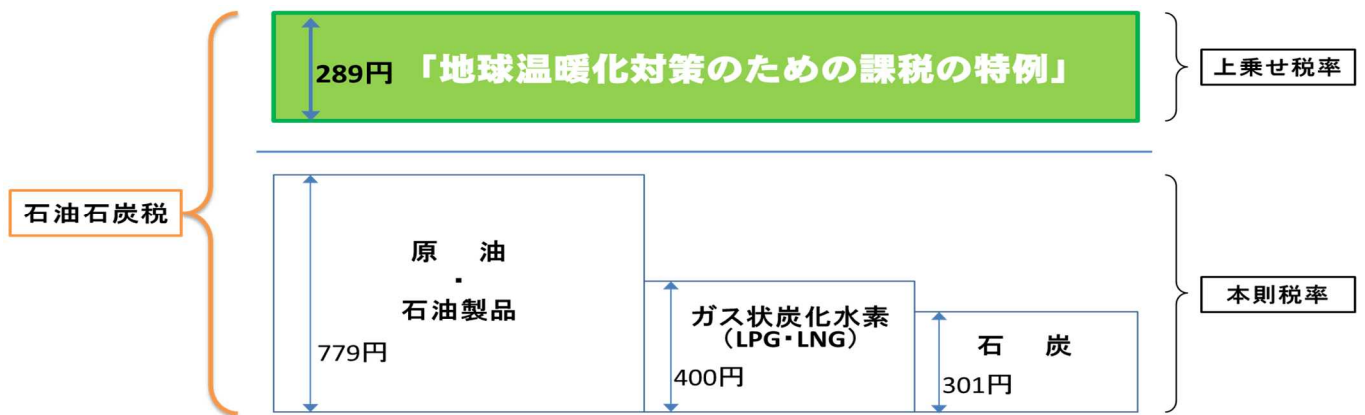 289円 「地球温暖化対策のための課税の特例」
上乗せ税率
石油石炭税
原　油
・
石油製品
779円
ガス状炭化水素
（LPG・LNG）
400円
石　炭
301円
本則税率